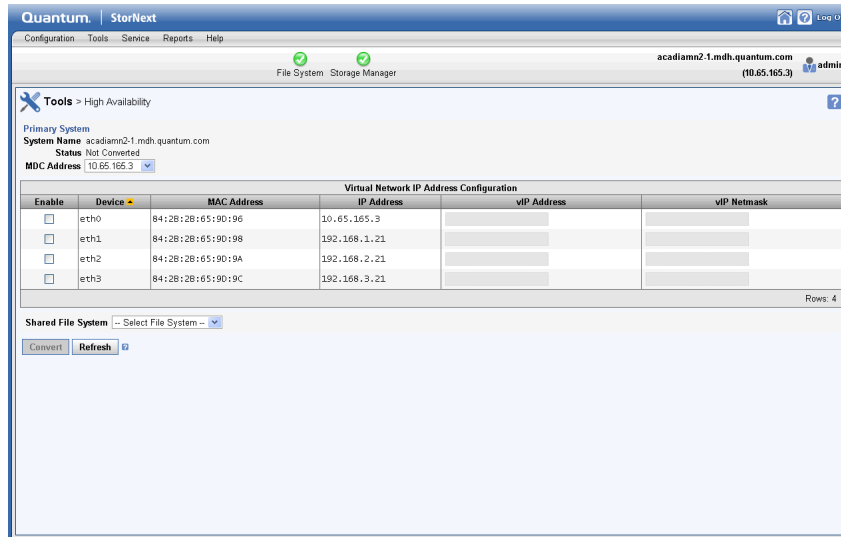 Quantum. | StorNext
Log O
Configuration Tools Service Reports Help
File System Storage Manager
acadiamn2-1.mdh.quantum.com
(10.65.165.3)
admin
Tools > High Availability
Primary System
System Name acadiamn2-1.mdh.quantum.com
Status Not Converted
MDC Address 10.65.165.3
Virtual Network IP Address Configuration
Enable Device MAC Address IP Address vIP Address vIP Netmask
eth0 84:2B:2B:65:9D:96 10.65.165.3
eth1 84:2B:2B:65:9D:98 192.168.1.21
eth2 84:2B:2B:65:9D:9A 192.168.2.21
eth3 84:2B:2B:65:9D:9C 192.168.3.21
Rows: 4
Shared File System -- Select File System --
Convert Refresh